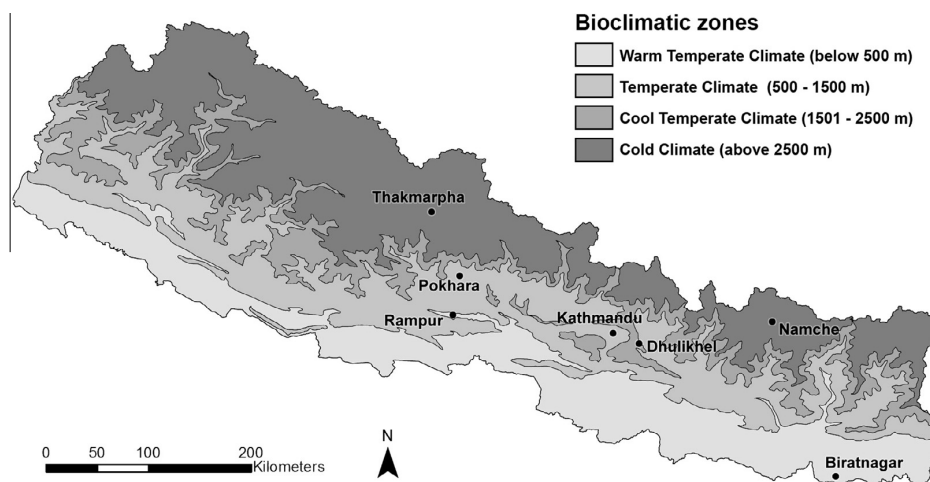 Bioclimatic zones
Warm Temperate Climate (below 500 m)
Temperate Climate (500 - 1500 m)
Cool Temperate Climate (1501 - 2500 m)
Cold Climate (above 2500 m)
Thakmarpha
Pokhara
Rampur
Kathmandu
Namche
Dhulikhel
N
0 50 100 200
Kilometers
Biratnagar